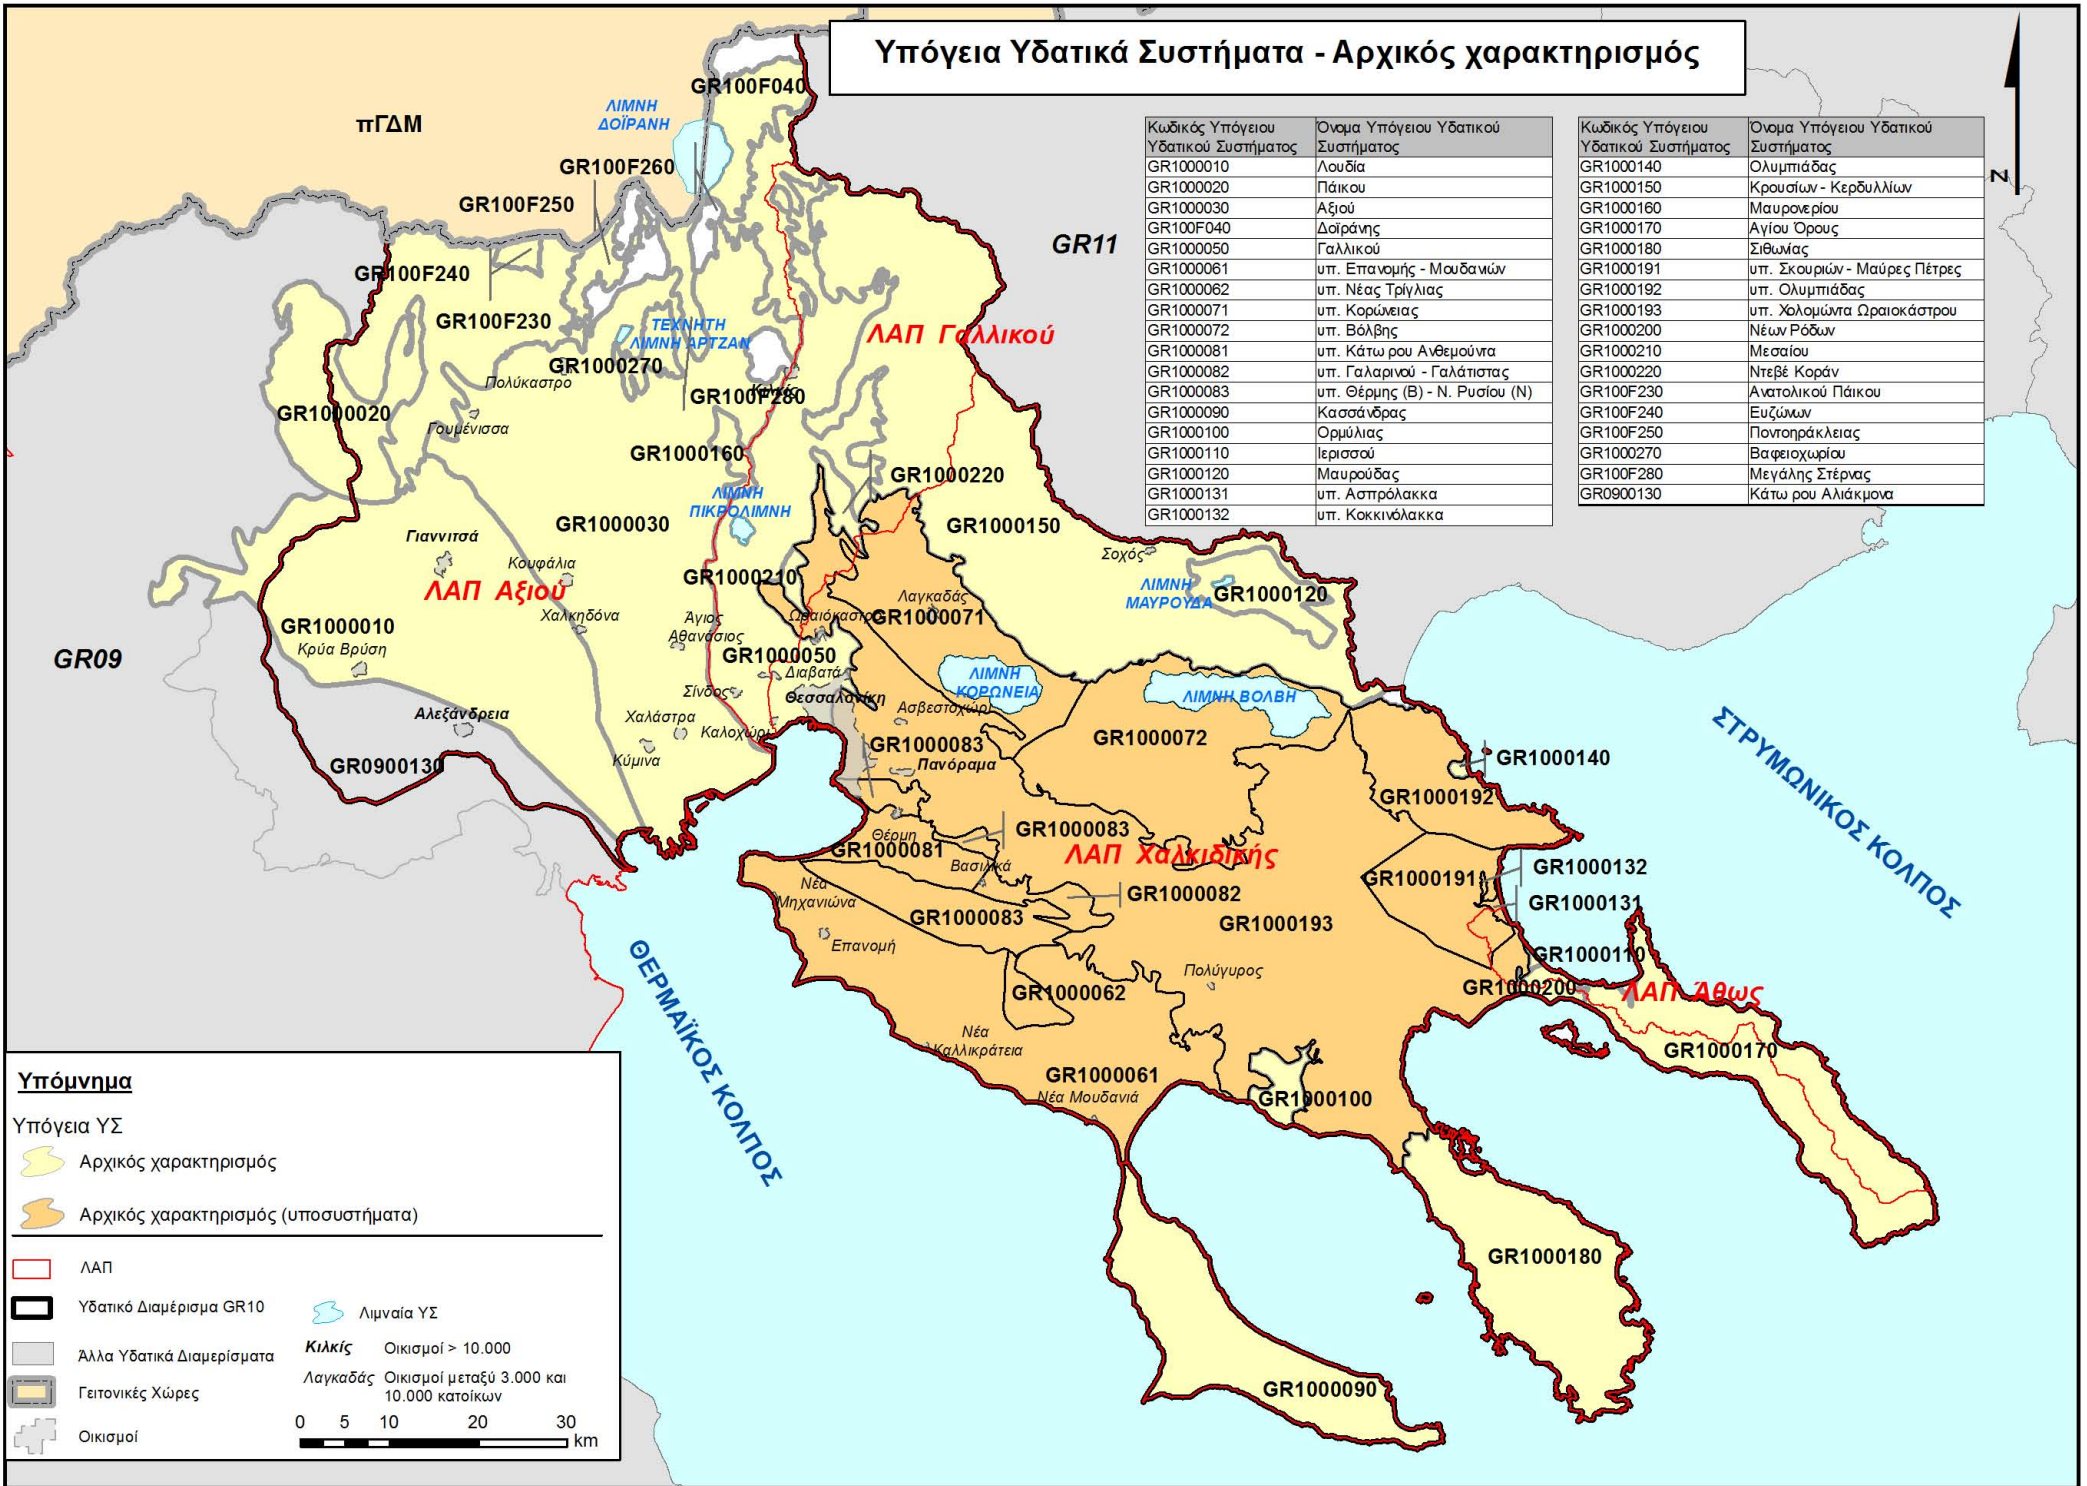 Υπόγεια Υδατικά Συστήματα - Αρχικός χαρακτηρισμός
Κωδικός Υπόγειου Υδατικού Συστήματος Όνομα Υπόγειου Υδατικού Συστήματος
GR1000010 Λουδία
GR1000020 Πάικου
GR1000030 Αξιού
GR100F040 Δοϊράνης
GR1000050 Γαλλικού
GR1000061 υπ. Επανομής - Μουδανιών
GR1000062 υπ. Νέας Τρίγλιας
GR1000071 υπ. Κορώνειας
GR1000072 υπ. Βόλβης
GR1000081 υπ. Κάτω ρου Ανθεμούντα
GR1000082 υπ. Γαλαρινού - Γαλάτιστας
GR1000083 υπ. Θέρμης (Β) - Ν. Ρυσίου (Ν)
GR1000090 Κασσάνδρας
GR1000100 Ορμύλιας
GR1000110 Ιερισσού
GR1000120 Μαυρούδας
GR1000131 υπ. Ασπρόλακκα
GR1000132 υπ. Κοκκινόλακκα
Κωδικός Υπόγειου Υδατικού Συστήματος Όνομα Υπόγειου Υδατικού Συστήματος
GR1000140 Ολυμπιάδας
GR1000150 Κρουσίων - Κερδυλλίων
GR1000160 Μαυρονερίου
GR1000170 Αγίου Όρους
GR1000180 Σιθωνίας
GR1000191 υπ. Σκουριών - Μαύρες Πέτρες
GR1000192 υπ. Ολυμπιάδας
GR1000193 υπ. Χολομώντα Ωραιοκάστρου
GR1000200 Νέων Ρόδων
GR1000210 Μεσαίου
GR1000220 Ντεβέ Κοράν
GR100F230 Ανατολικού Πάικου
GR100F240 Ευζώνων
GR100F250 Ποντοηράκλειας
GR1000270 Βαφειοχωρίου
GR100F280 Μεγάλης Στέρνας
GR0900130 Κάτω ρου Αλιάκμονα
N
πΓΔΜ
ΛΙΜΝΗ
ΔΟΪΡΑΝΗ
GR100F040
GR100F260
GR100F250
GR11
GR100F240
GR100F230
ΤΕΧΝΗΤΗ
ΛΙΜΝΗ ΑΡΤΖΑΝ
ΛΑΠ Γαλλικού
GR1000270
Πολύκαστρο
Κιλκίς
GR100F280
GR1000020
Γουμένισσα
GR1000160
GR1000220
ΛΙΜΝΗ
ΠΙΚΡΟΛΙΜΝΗ
GR1000030
GR1000150
Γιαννιτσά
Κουφάλια
Σοχός
GR1000210
ΛΑΠ Αξιού
ΛΙΜΝΗ
ΜΑΥΡΟΥΔΑ
GR1000120
Λαγκαδάς
GR1000071
Χαλκηδόνα
Άγιος
Αθανάσιος
Ωραιόκαστρο
GR1000010
Κρύα Βρύση
GR09
GR1000050
Διαβατά
ΛΙΜΝΗ
ΚΟΡΩΝΕΙΑ
ΛΙΜΝΗ ΒΟΛΒΗ
Σίνδος
Θεσσαλονίκη
Ασβεστοχώρι
Αλεξάνδρεια
Χαλάστρα
Καλοχώρι
GR1000083
Πανόραμα
GR1000072
Κύμινα
GR0900130
GR1000140
GR1000192
ΣΤΡΥΜΩΝΙΚΟΣ ΚΟΛΠΟΣ
Θέρμη
GR1000083
GR1000081
ΛΑΠ Χαλκιδικής
Βασιλικά
GR1000132
GR1000191
Νέα
Μηχανιώνα
GR1000082
GR1000131
GR1000083
GR1000193
Επανομή
GR1000110
Πολύγυρος
GR1000062
GR1000200
ΛΑΠ Άθως
ΘΕΡΜΑΪΚΟΣ ΚΟΛΠΟΣ
Νέα
Καλλικράτεια
GR1000170
GR1000061
Νέα Μουδανιά
GR1000100
GR1000180
GR1000090
Υπόμνημα
Υπόγεια ΥΣ
Αρχικός χαρακτηρισμός
Αρχικός χαρακτηρισμός (υποσυστήματα)
ΛΑΠ
Υδατικό Διαμέρισμα GR10
Λιμναία ΥΣ
Άλλα Υδατικά Διαμερίσματα
Κιλκίς Οικισμοί > 10.000
Γειτονικές Χώρες
Λαγκαδάς Οικισμοί μεταξύ 3.000 και
10.000 κατοίκων
Οικισμοί
0 5 10 20 30
km